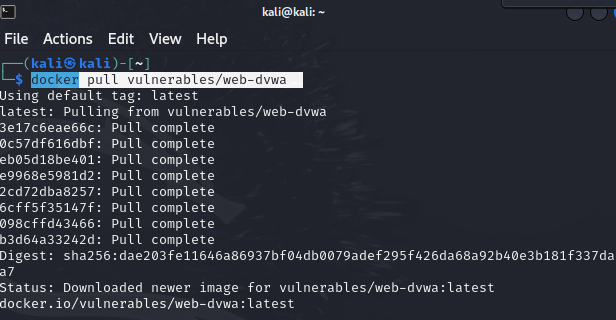 kali@kali: ~
File Actions Edit View Help
┌──(kali㉿kali)-[~]
└─$ docker pull vulnerables/web-dvwa
Using default tag: latest
latest: Pulling from vulnerables/web-dvwa
3e17c6eae66c: Pull complete
0c57df616dbf: Pull complete
eb05d18be401: Pull complete
e9968e5981d2: Pull complete
2cd72dba8257: Pull complete
6cff5f35147f: Pull complete
098cffd43466: Pull complete
b3d64a33242d: Pull complete
Digest: sha256:dae203fe11646a86937bf04db0079adef295f426da68a92b40e3b181f337da
a7
Status: Downloaded newer image for vulnerables/web-dvwa:latest
docker.io/vulnerables/web-dvwa:latest